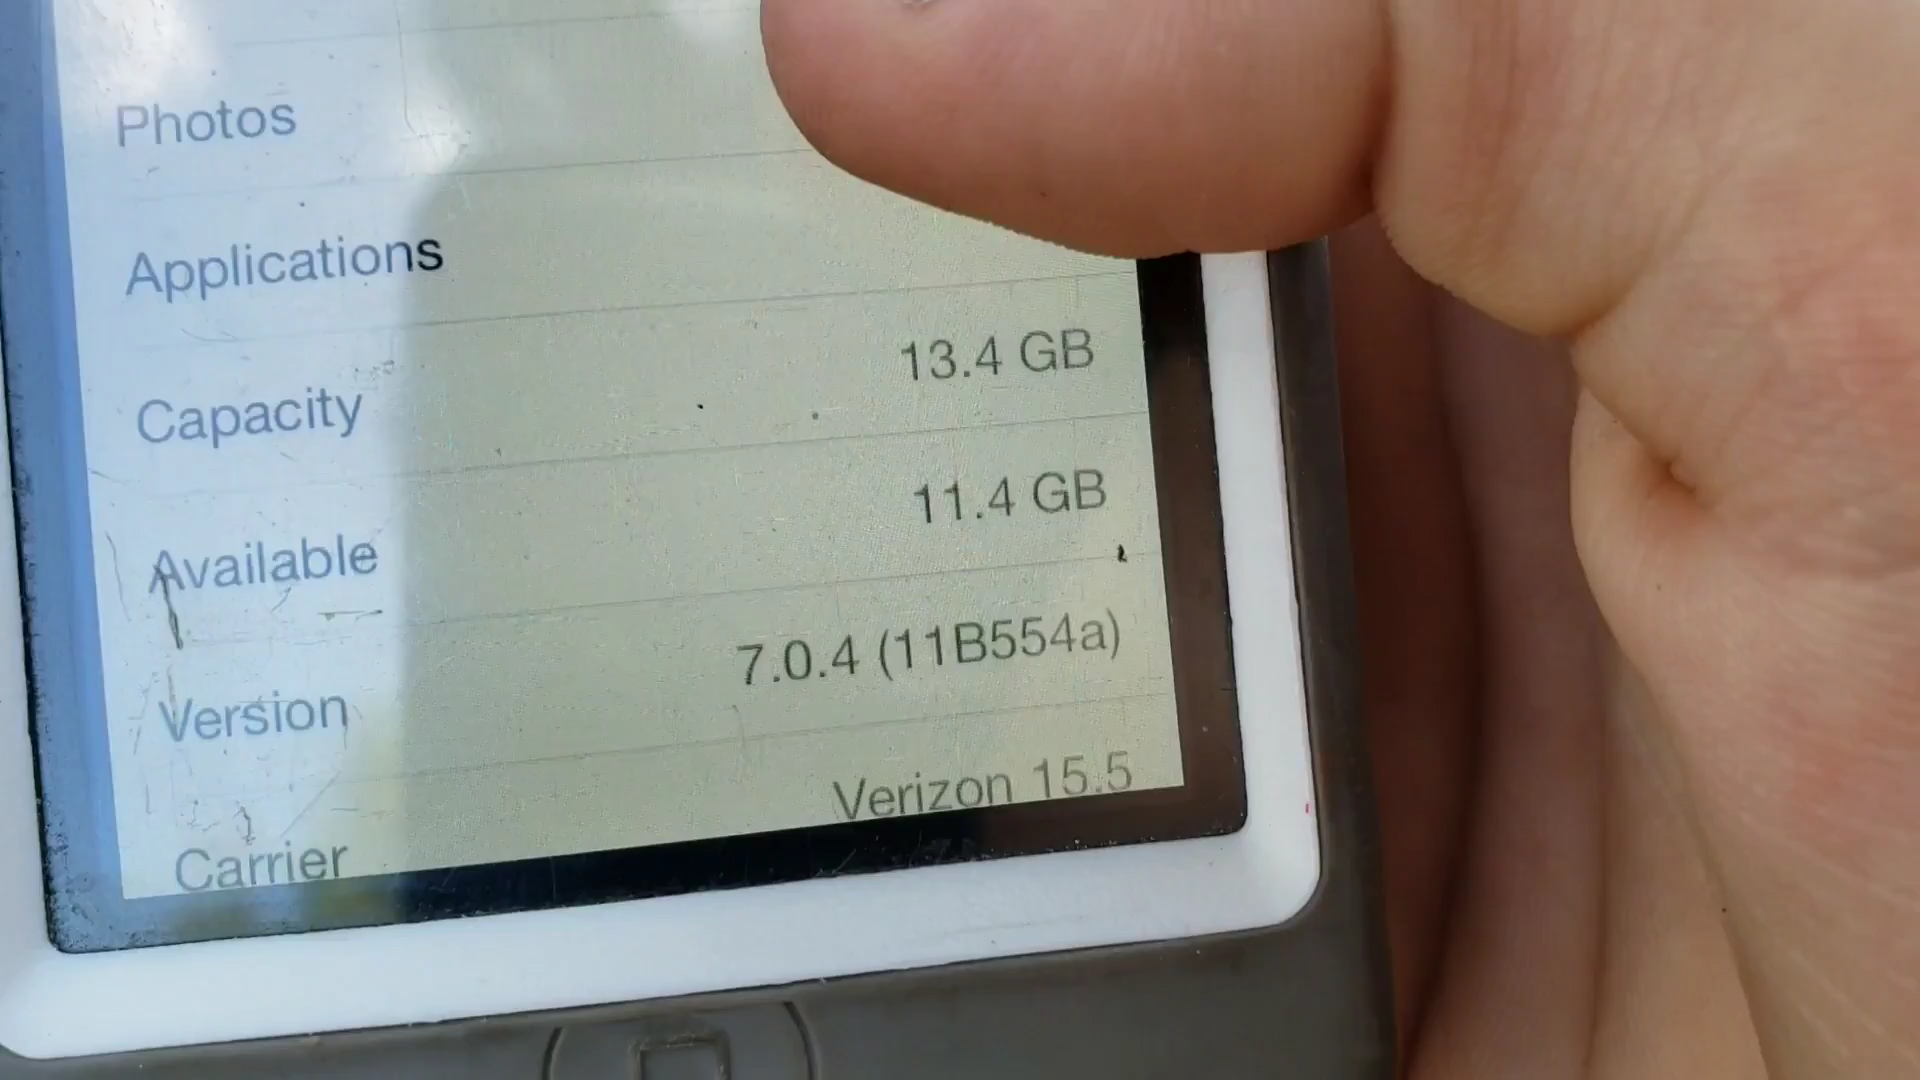 Photos
Applications
Capacity 13.4 GB
Available 11.4 GB
Version 7.0.4 (11B554a)
Carrier Verizon 15.5